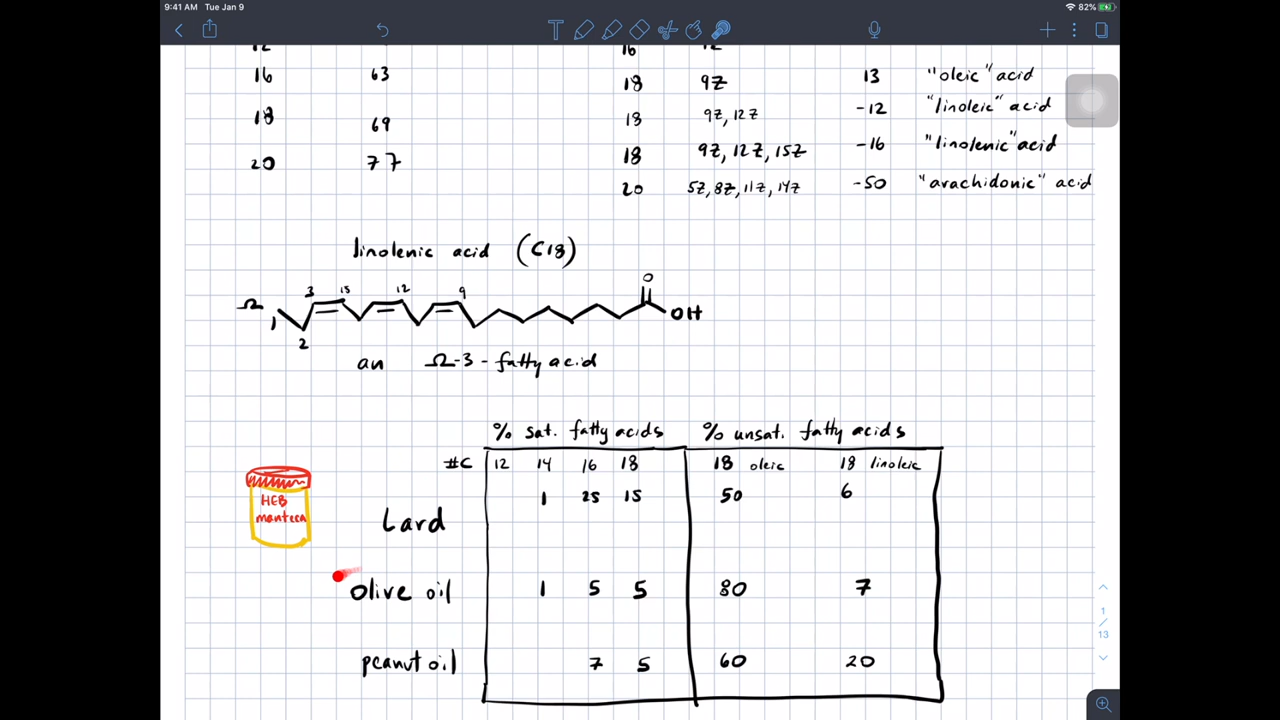 9:41 AM Tue Jan 9
82%
T
16 63
18 69
20 77
16 12
18 9Z 13 "oleic" acid
18 9Z, 12Z -12 "linoleic" acid
18 9Z, 12Z, 15Z -16 "linolenic" acid
20 5Z, 8Z, 11Z, 14Z -50 "arachidonic" acid
linolenic acid (C18)
O
Ω 3 15 12 9
1 OH
2
an Ω-3-fatty acid
% sat. fatty acids % unsat. fatty acids
#C 12 14 16 18 18 oleic 18 linoleic
HEB
manteca
Lard 1 25 15 50 6
olive oil 1 5 5 80 7
peanut oil 7 5 60 20
1
/
13